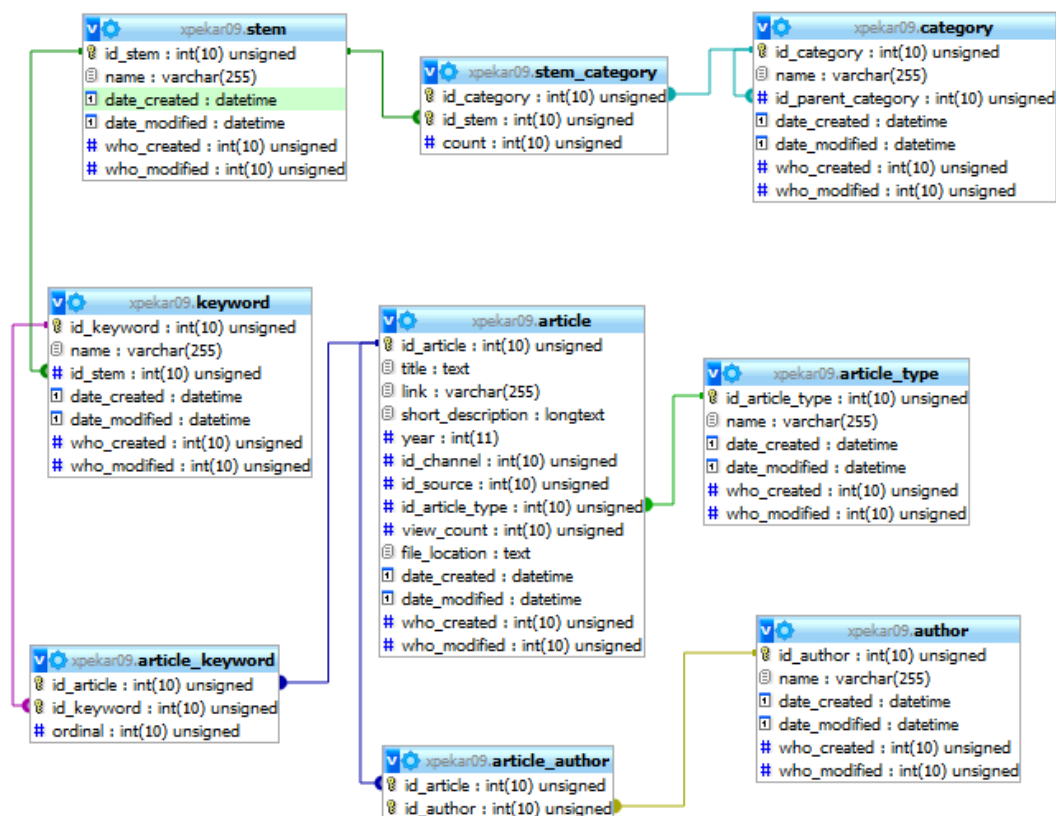 xpekar09.stem
id_stem : int(10) unsigned
name : varchar(255)
date_created : datetime
date_modified : datetime
who_created : int(10) unsigned
who_modified : int(10) unsigned
xpekar09.stem_category
id_category : int(10) unsigned
id_stem : int(10) unsigned
count : int(10) unsigned
xpekar09.category
id_category : int(10) unsigned
name : varchar(255)
id_parent_category : int(10) unsigned
date_created : datetime
date_modified : datetime
who_created : int(10) unsigned
who_modified : int(10) unsigned
xpekar09.keyword
id_keyword : int(10) unsigned
name : varchar(255)
id_stem : int(10) unsigned
date_created : datetime
date_modified : datetime
who_created : int(10) unsigned
who_modified : int(10) unsigned
xpekar09.article
id_article : int(10) unsigned
title : text
link : varchar(255)
short_description : longtext
year : int(11)
id_channel : int(10) unsigned
id_source : int(10) unsigned
id_article_type : int(10) unsigned
view_count : int(10) unsigned
file_location : text
date_created : datetime
date_modified : datetime
who_created : int(10) unsigned
who_modified : int(10) unsigned
xpekar09.article_type
id_article_type : int(10) unsigned
name : varchar(255)
date_created : datetime
date_modified : datetime
who_created : int(10) unsigned
who_modified : int(10) unsigned
xpekar09.article_keyword
id_article : int(10) unsigned
id_keyword : int(10) unsigned
ordinal : int(10) unsigned
xpekar09.author
id_author : int(10) unsigned
name : varchar(255)
date_created : datetime
date_modified : datetime
who_created : int(10) unsigned
who_modified : int(10) unsigned
xpekar09.article_author
id_article : int(10) unsigned
id_author : int(10) unsigned